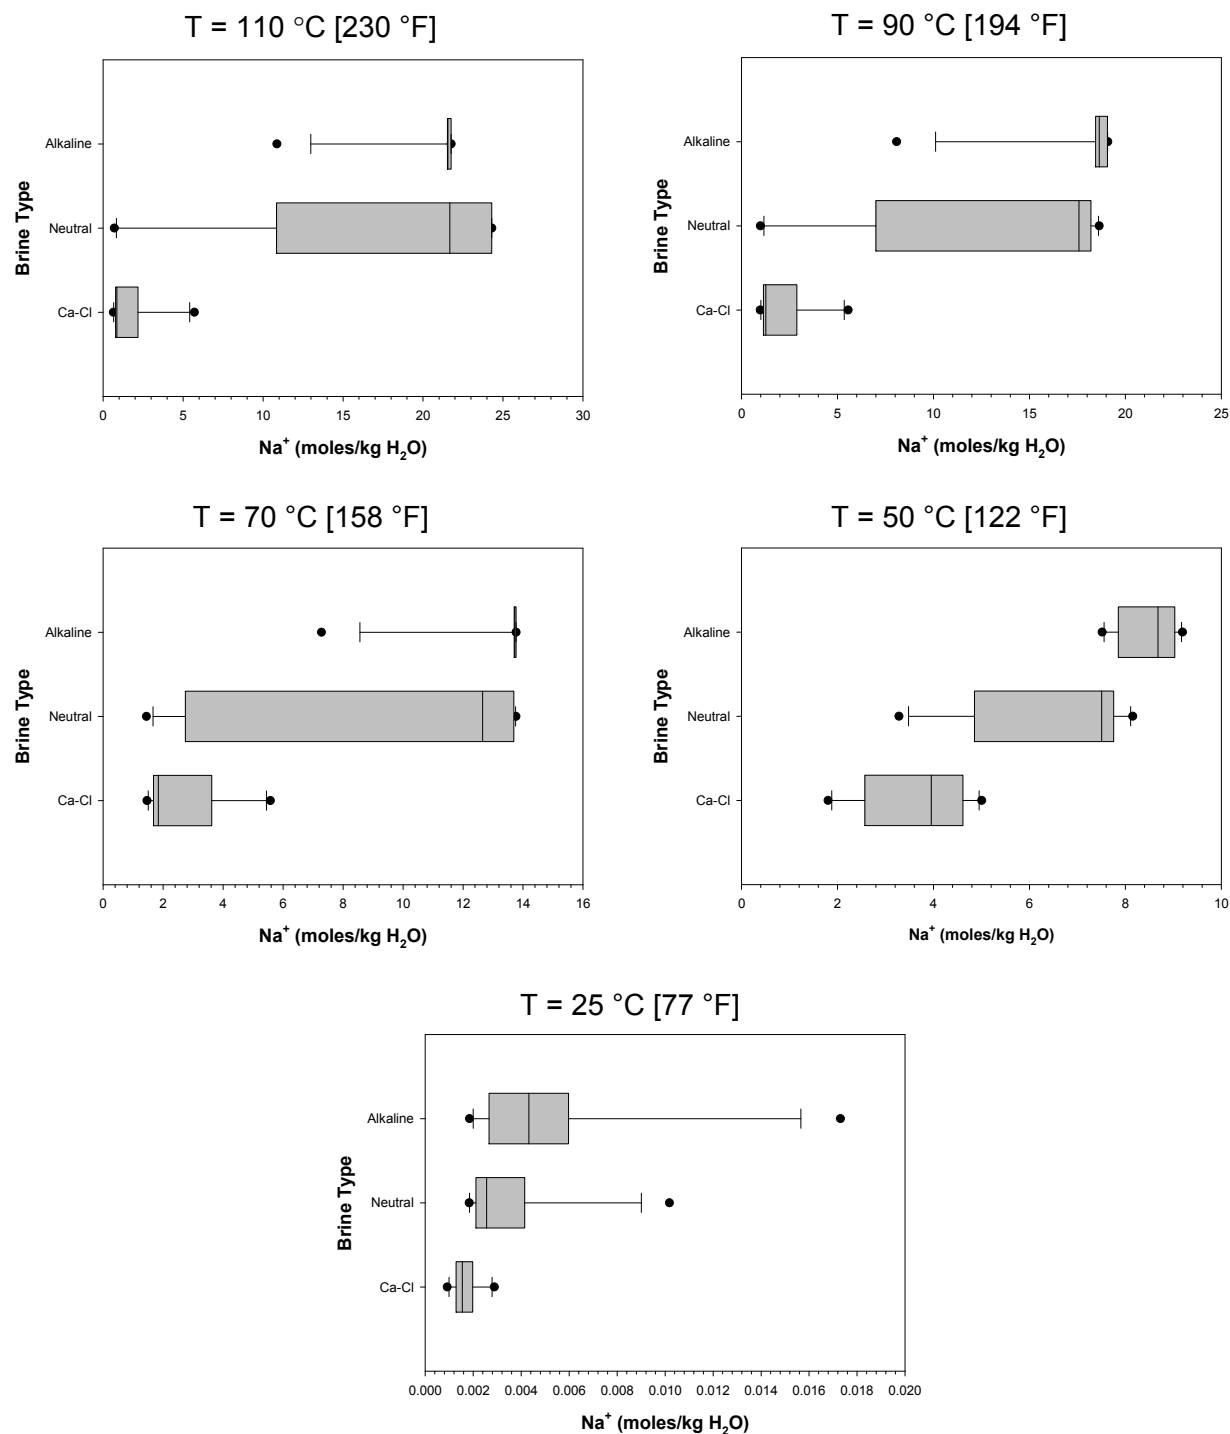 T = 110 °C [230 °F]
Alkaline
Neutral
Ca-Cl
Brine Type
0 5 10 15 20 25 30
Na⁺ (moles/kg H₂O)
T = 90 °C [194 °F]
Alkaline
Neutral
Ca-Cl
Brine Type
0 5 10 15 20 25
Na⁺ (moles/kg H₂O)
T = 70 °C [158 °F]
Alkaline
Neutral
Ca-Cl
Brine Type
0 2 4 6 8 10 12 14 16
Na⁺ (moles/kg H₂O)
T = 50 °C [122 °F]
Alkaline
Neutral
Ca-Cl
Brine Type
0 2 4 6 8 10
Na⁺ (moles/kg H₂O)
T = 25 °C [77 °F]
Alkaline
Neutral
Ca-Cl
Brine Type
0.000 0.002 0.004 0.006 0.008 0.010 0.012 0.014 0.016 0.018 0.020
Na⁺ (moles/kg H₂O)